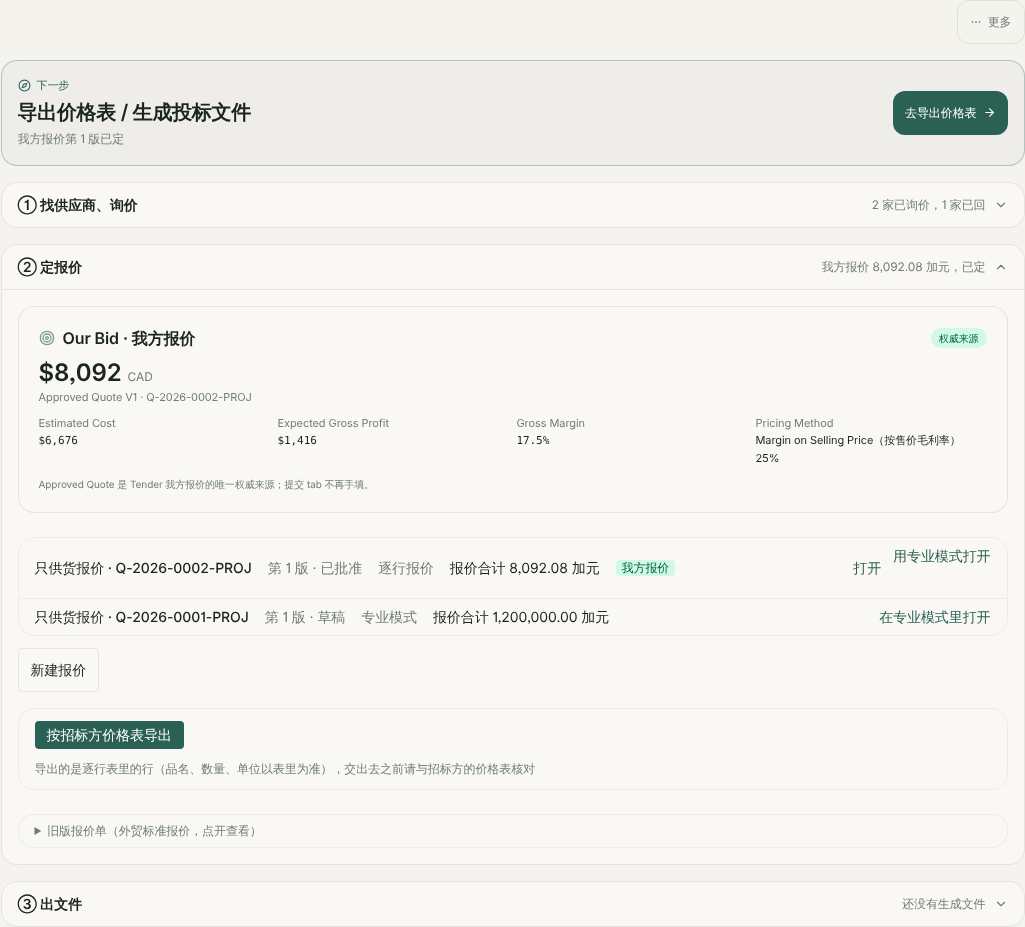 ··· 更多
下一步
导出价格表 / 生成投标文件
我方报价第 1 版已定
去导出价格表 →
① 找供应商、询价
2 家已询价，1 家已回
② 定报价
我方报价 8,092.08 加元，已定
Our Bid · 我方报价
权威来源
$8,092 CAD
Approved Quote V1 · Q-2026-0002-PROJ
Estimated Cost
$6,676
Expected Gross Profit
$1,416
Gross Margin
17.5%
Pricing Method
Margin on Selling Price（按售价毛利率）
25%
Approved Quote 是 Tender 我方报价的唯一权威来源；提交 tab 不再手填。
只供货报价 · Q-2026-0002-PROJ 第 1 版 · 已批准 逐行报价 报价合计 8,092.08 加元 我方报价 打开 用专业模式打开
只供货报价 · Q-2026-0001-PROJ 第 1 版 · 草稿 专业模式 报价合计 1,200,000.00 加元 在专业模式里打开
新建报价
按招标方价格表导出
导出的是逐行表里的行（品名、数量、单位以表里为准），交出去之前请与招标方的价格表核对
▶ 旧版报价单（外贸标准报价，点开查看）
③ 出文件
还没有生成文件